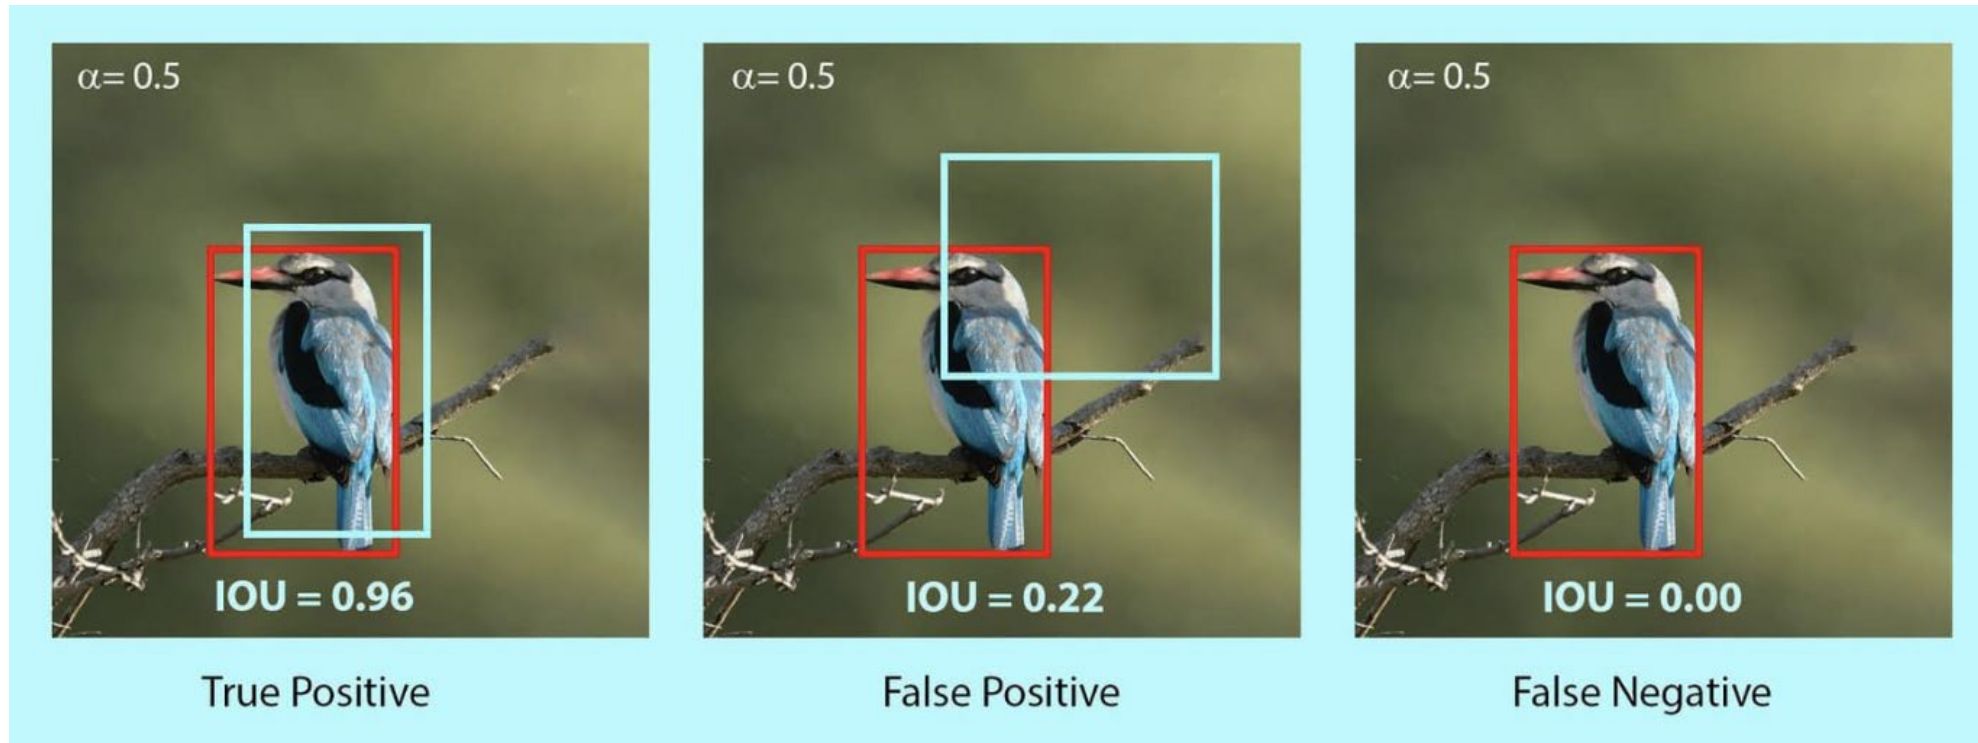 α= 0.5
IOU = 0.96
True Positive
α= 0.5
IOU = 0.22
False Positive
α= 0.5
IOU = 0.00
False Negative